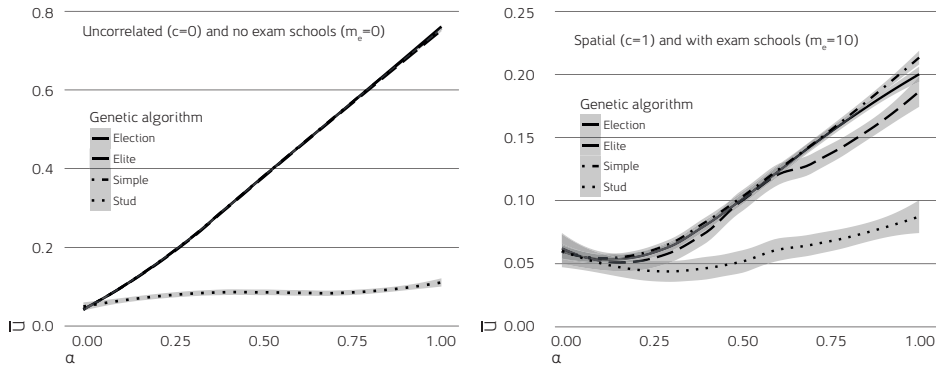 0.8
Uncorrelated (c=0) and no exam schools (mₑ=0)
0.6
Genetic algorithm
Election
Elite
Simple
Stud
0.4
0.2
0.0
U̅
0.00 0.25 0.50 0.75 1.00
α
0.25
Spatial (c=1) and with exam schools (mₑ=10)
0.20
Genetic algorithm
Election
Elite
Simple
Stud
0.15
0.10
0.05
0.00
U̅
0.00 0.25 0.50 0.75 1.00
α